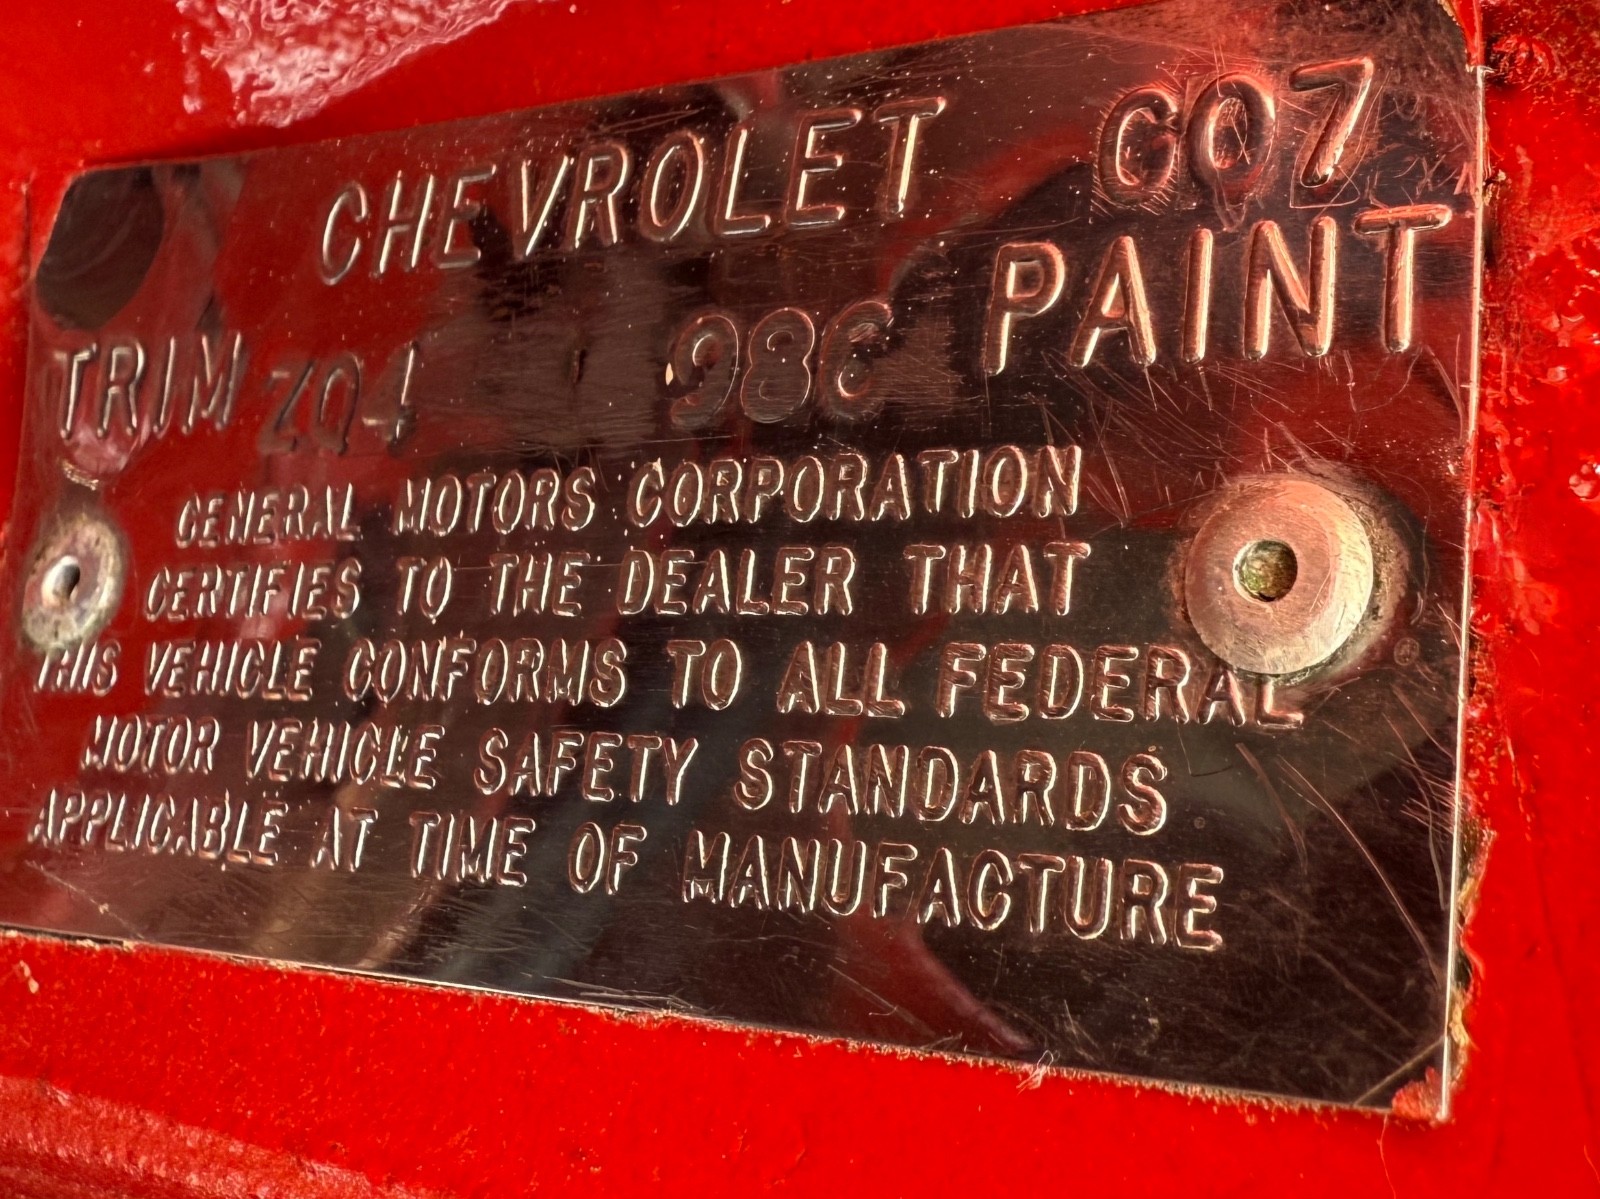 CHEVROLET G07
TRIM ZQ4 986 PAINT
GENERAL MOTORS CORPORATION
CERTIFIES TO THE DEALER THAT
THIS VEHICLE CONFORMS TO ALL FEDERAL
MOTOR VEHICLE SAFETY STANDARDS
APPLICABLE AT TIME OF MANUFACTURE